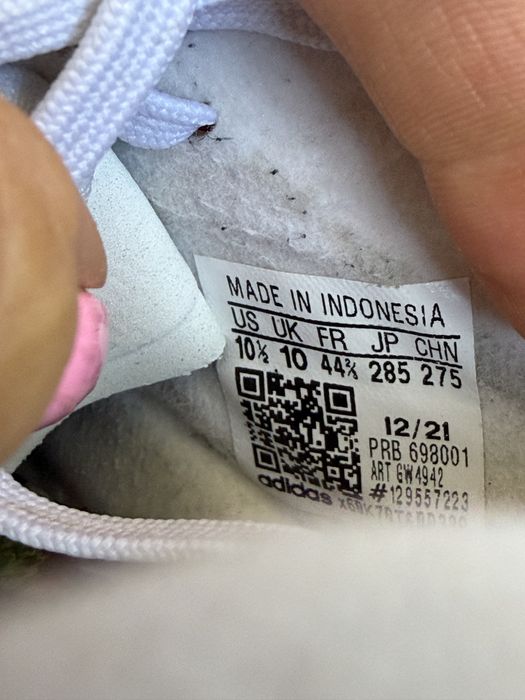 MADE IN INDONESIA
US UK FR JP CHN
10½ 10 44⅔ 285 275
12/21
PRB 698001
ART GW4942
#129557223
adidas